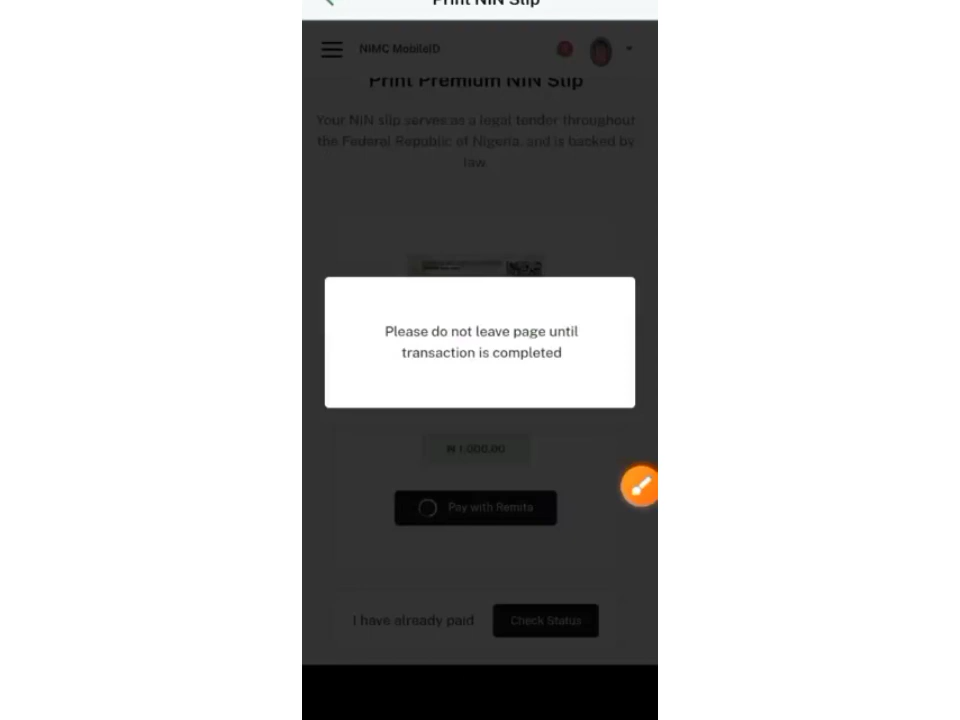 Print NIN Slip
NIMC MobileID
Print Premium NIN Slip
Your NIN slip serves as a legal tender throughout
the Federal Republic of Nigeria, and is backed by
law.
Please do not leave page until
transaction is completed
₦ 1,000.00
Pay with Remita
I have already paid
Check Status